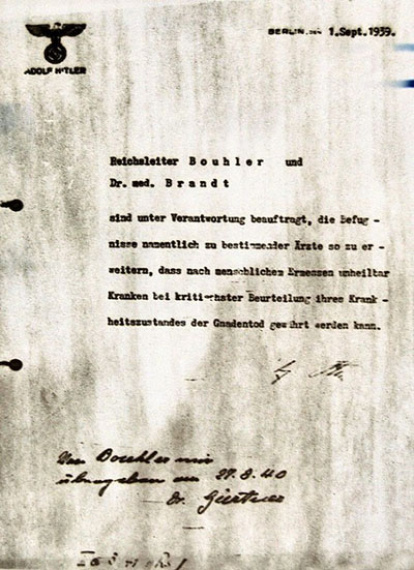 ADOLF HITLER
BERLIN, den 1.Sept.1939.
Reichsleiter Bouhler und
Dr. med. Brandt
sind unter Verantwortung beauftragt, die Befug -
nisse namentlich zu bestimmender Ärzte so zu er -
weitern, dass nach menschlichem Ermessen unheilbar
Kranken bei kritischster Beurteilung ihres Krank -
heitszustandes der Gnadentod gewährt werden kann.
Von Bouhler mir
übergeben am 27.8.40
Dr. Gürtner